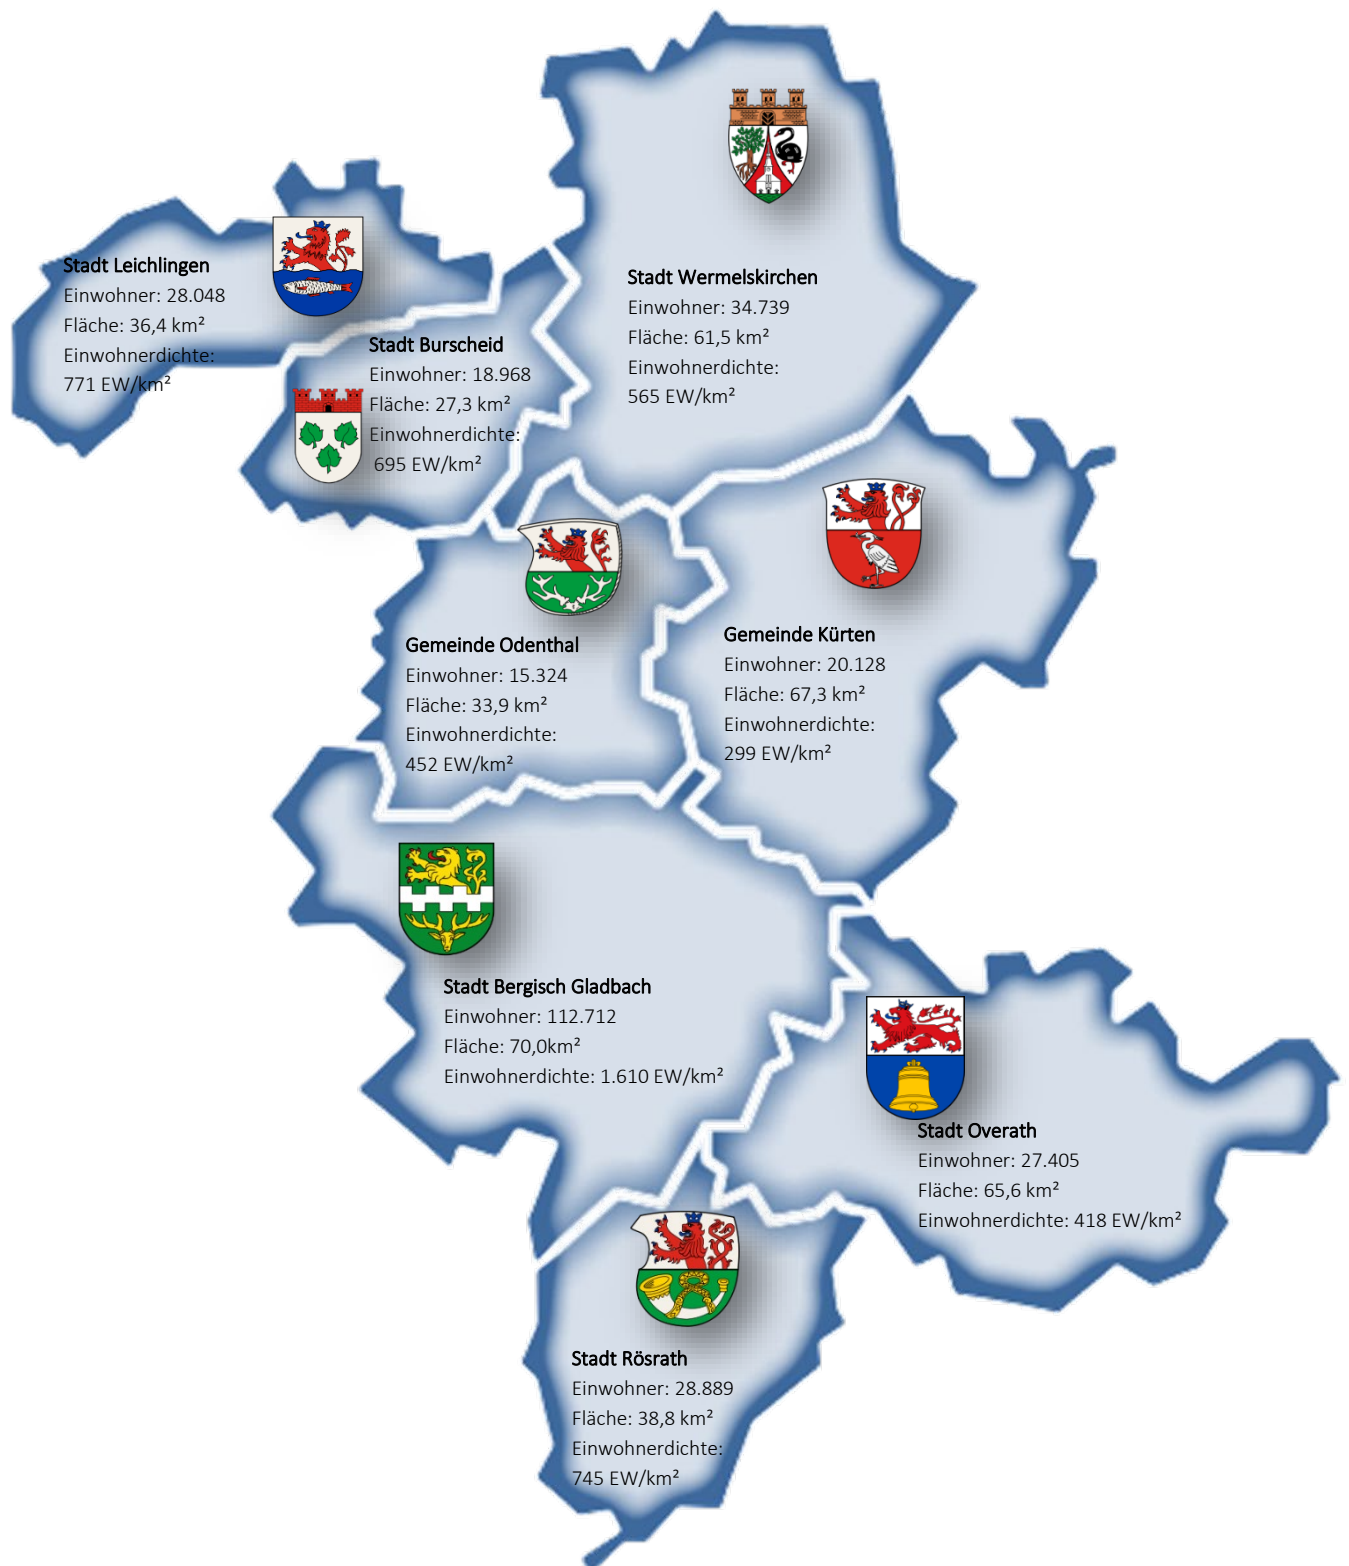 Stadt Leichlingen
Einwohner: 28.048
Fläche: 36,4 km²
Einwohnerdichte:
771 EW/km²
Stadt Wermelskirchen
Einwohner: 34.739
Fläche: 61,5 km²
Einwohnerdichte:
565 EW/km²
Stadt Burscheid
Einwohner: 18.968
Fläche: 27,3 km²
Einwohnerdichte:
695 EW/km²
Gemeinde Odenthal
Einwohner: 15.324
Fläche: 33,9 km²
Einwohnerdichte:
452 EW/km²
Gemeinde Kürten
Einwohner: 20.128
Fläche: 67,3 km²
Einwohnerdichte:
299 EW/km²
Stadt Bergisch Gladbach
Einwohner: 112.712
Fläche: 70,0km²
Einwohnerdichte: 1.610 EW/km²
Stadt Overath
Einwohner: 27.405
Fläche: 65,6 km²
Einwohnerdichte: 418 EW/km²
Stadt Rösrath
Einwohner: 28.889
Fläche: 38,8 km²
Einwohnerdichte:
745 EW/km²